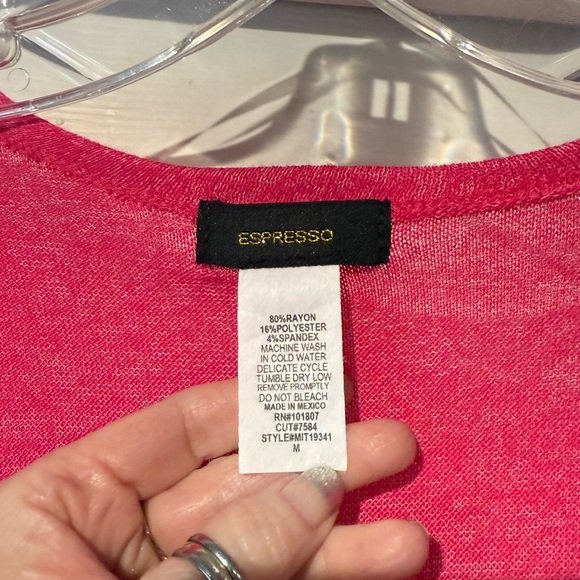 ESPRESSO
80%RAYON
16%POLYESTER
4%SPANDEX
MACHINE WASH
IN COLD WATER
DELICATE CYCLE
TUMBLE DRY LOW
REMOVE PROMPTLY
DO NOT BLEACH
MADE IN MEXICO
RN#101807
CUT#7584
STYLE#MIT19341
M